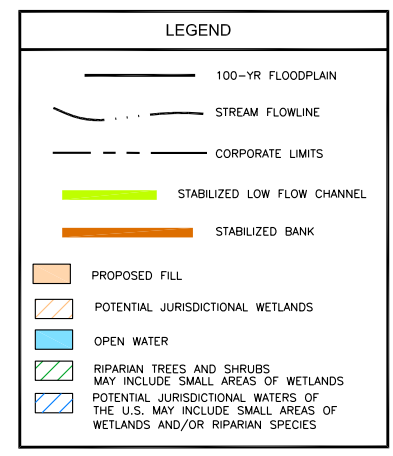 LEGEND
100-YR FLOODPLAIN
STREAM FLOWLINE
CORPORATE LIMITS
STABILIZED LOW FLOW CHANNEL
STABILIZED BANK
PROPOSED FILL
POTENTIAL JURISDICTIONAL WETLANDS
OPEN WATER
RIPARIAN TREES AND SHRUBS
MAY INCLUDE SMALL AREAS OF WETLANDS
POTENTIAL JURISDICTIONAL WATERS OF
THE U.S. MAY INCLUDE SMALL AREAS OF
WETLANDS AND/OR RIPARIAN SPECIES